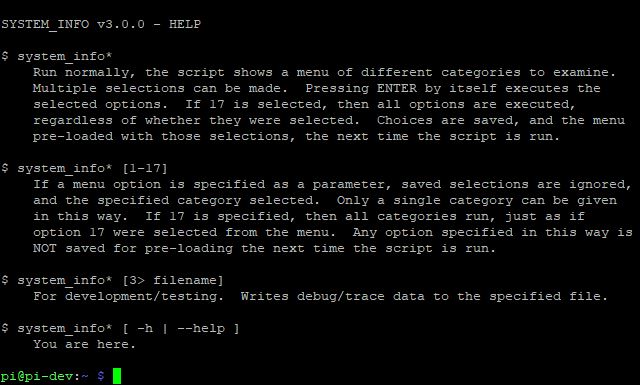 SYSTEM_INFO v3.0.0 - HELP
$ system_info*
Run normally, the script shows a menu of different categories to examine.
Multiple selections can be made.  Pressing ENTER by itself executes the
selected options.  If 17 is selected, then all options are executed,
regardless of whether they were selected.  Choices are saved, and the menu
pre-loaded with those selections, the next time the script is run.
$ system_info* [1-17]
If a menu option is specified as a parameter, saved selections are ignored,
and the specified category selected.  Only a single category can be given
in this way.  If 17 is specified, then all categories run, just as if
option 17 were selected from the menu.  Any option specified in this way is
NOT saved for pre-loading the next time the script is run.
$ system_info* [3> filename]
For development/testing.  Writes debug/trace data to the specified file.
$ system_info* [ -h | --help ]
You are here.
pi@pi-dev:~ $